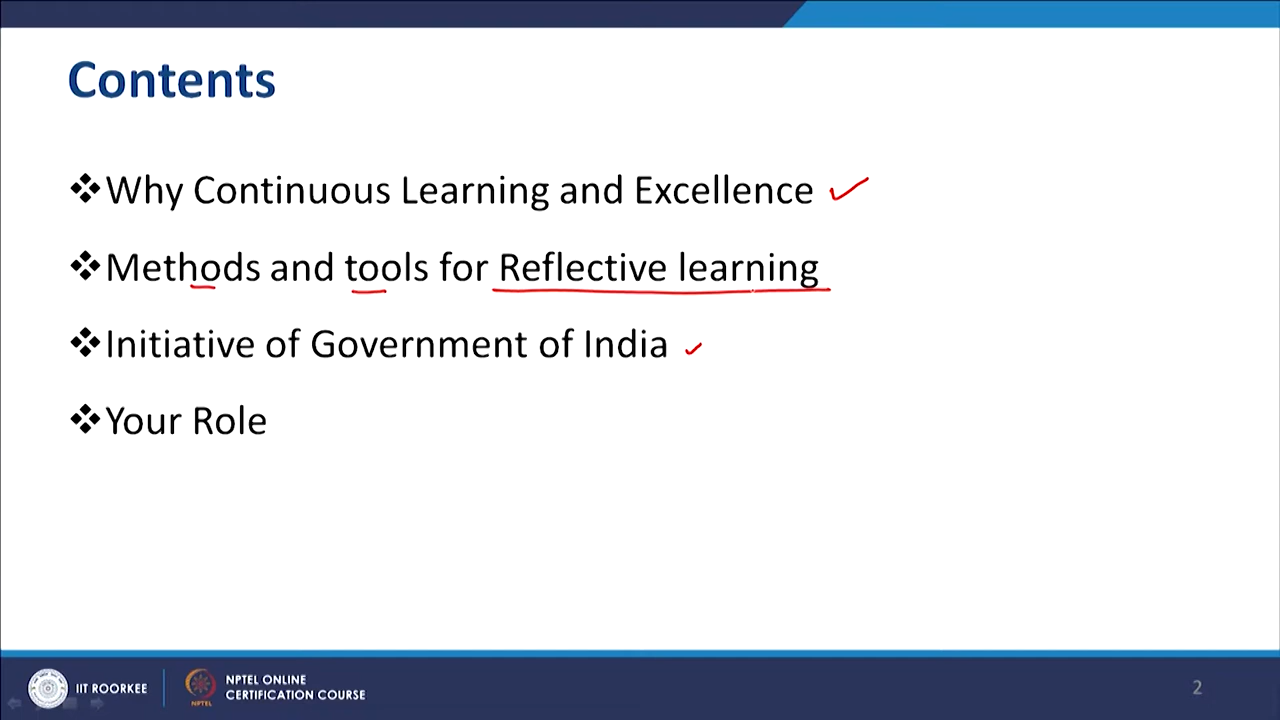 Contents
❖Why Continuous Learning and Excellence ✓
❖Methods and tools for Reflective learning
❖Initiative of Government of India ✓
❖Your Role
IIT ROORKEE
NPTEL ONLINE
CERTIFICATION COURSE
NPTEL
2